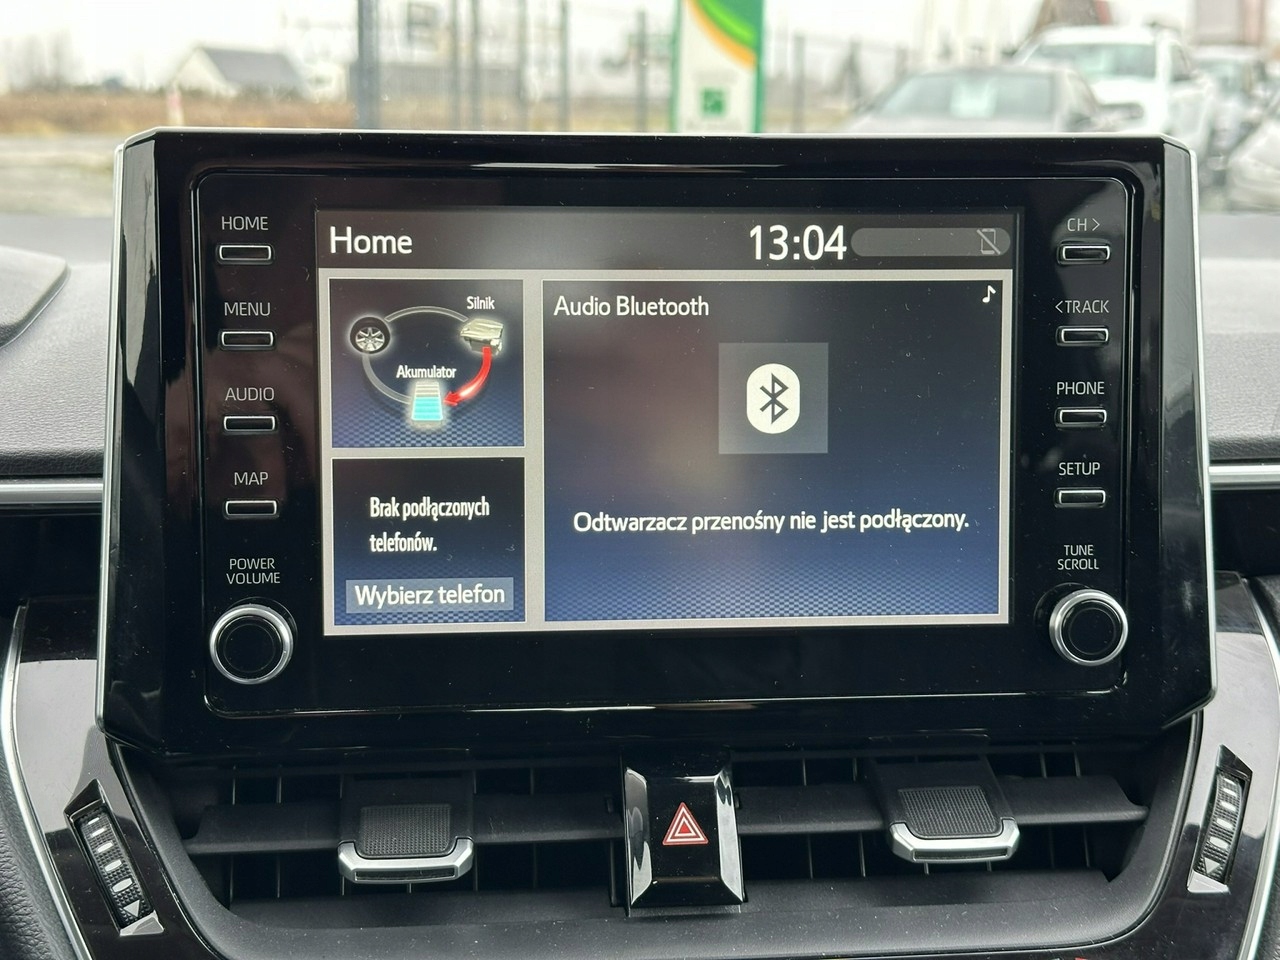 HOME
MENU
AUDIO
MAP
POWER
VOLUME
Home
13:04
Silnik
Akumulator
Brak podłączonych
telefonów.
Wybierz telefon
Audio Bluetooth
Odtwarzacz przenośny nie jest podłączony.
CH >
<TRACK
PHONE
SETUP
TUNE
SCROLL